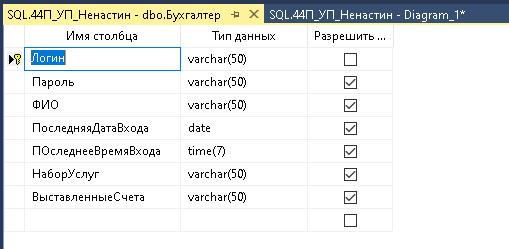 SQL.44П_УП_Ненастин - dbo.Бухгалтер SQL.44П_УП_Ненастин - Diagram_1*
Имя столбца Тип данных Разрешить ...
Логин varchar(50)
Пароль varchar(50)
ФИО varchar(50)
ПоследняяДатаВхода date
ПОследнееВремяВхода time(7)
НаборУслуг varchar(50)
ВыставленныеСчета varchar(50)